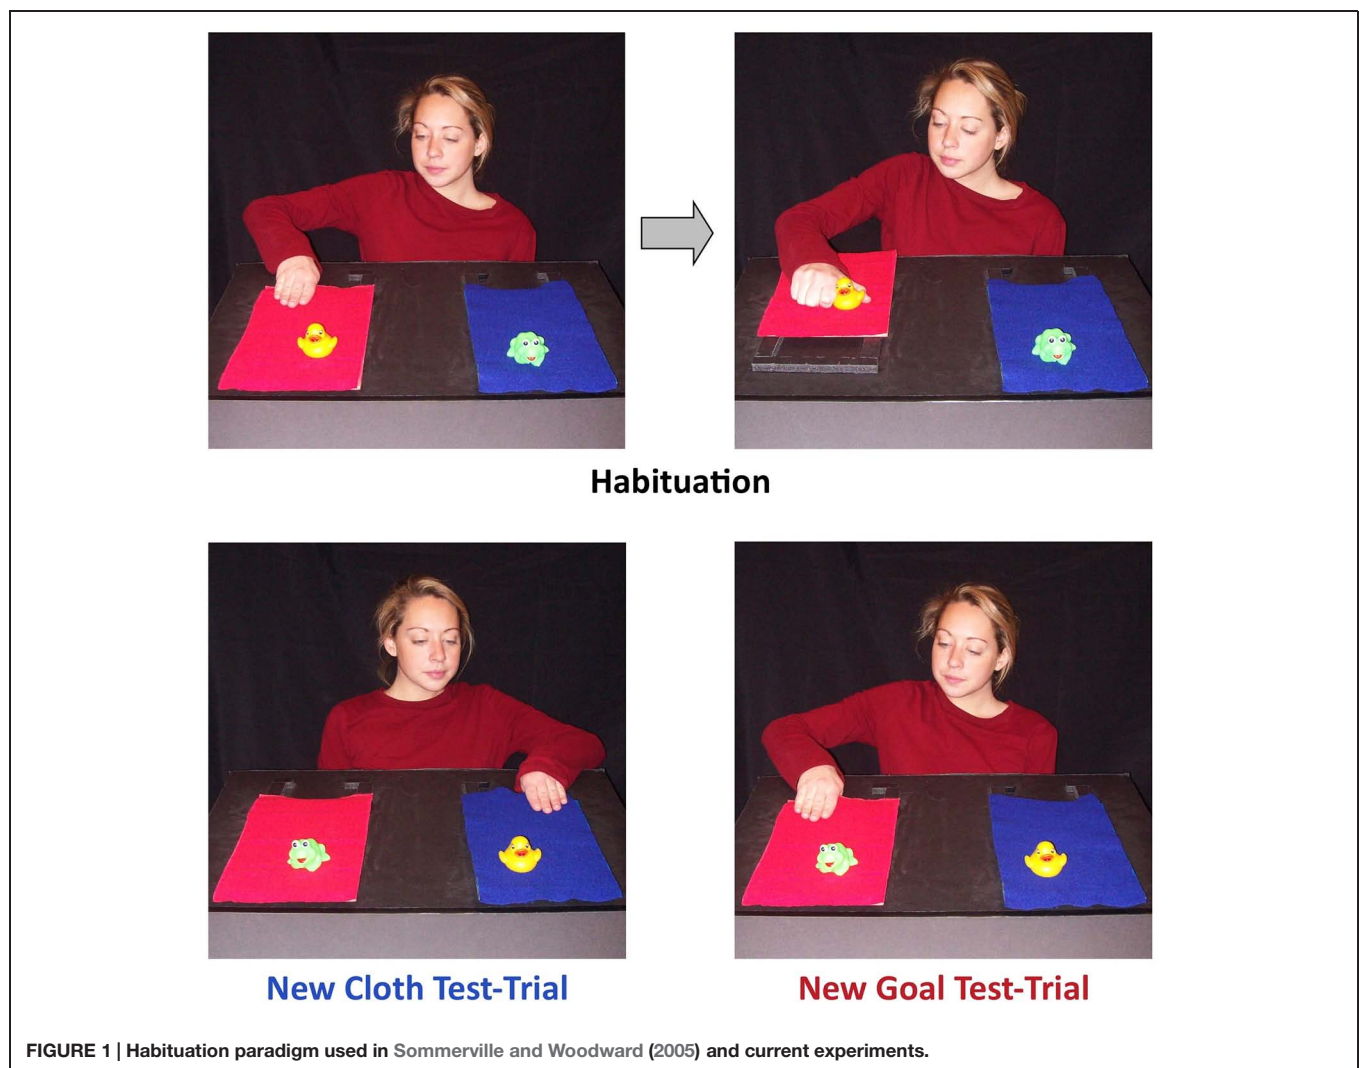 Habituation
New Cloth Test-Trial
New Goal Test-Trial
FIGURE 1 | Habituation paradigm used in Sommerville and Woodward (2005) and current experiments.